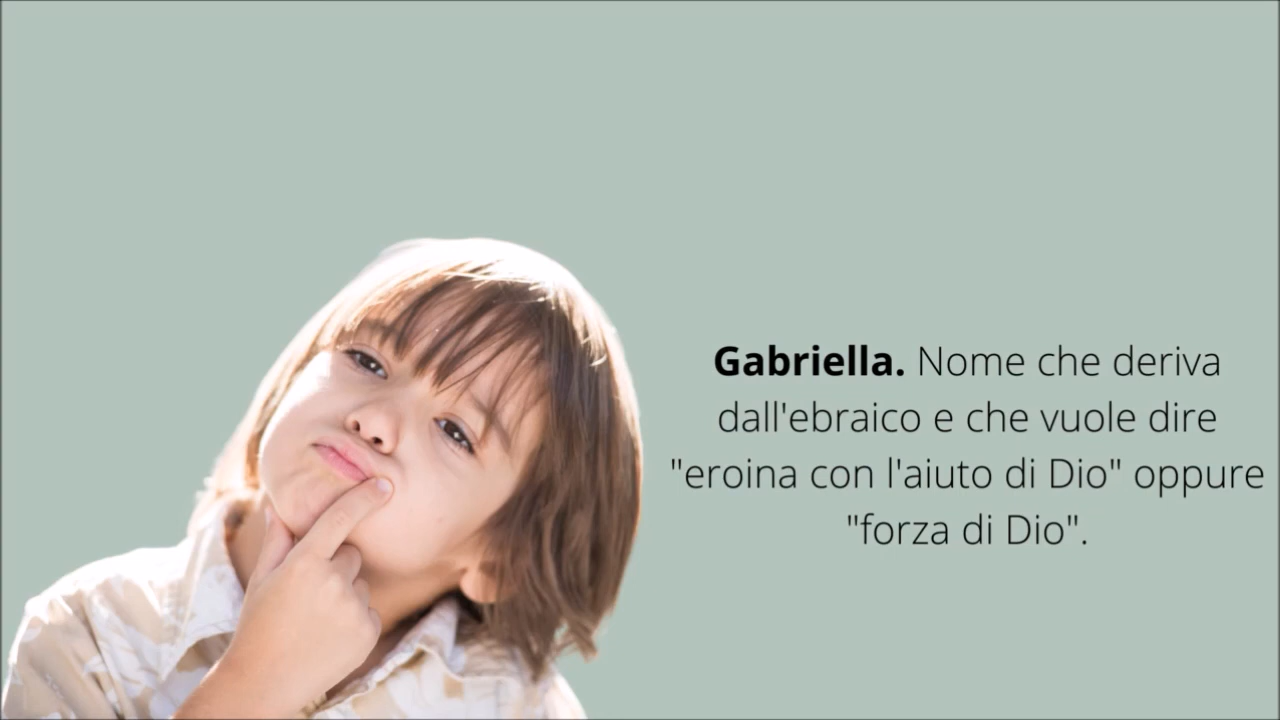 Gabriella. Nome che deriva
dall'ebraico e che vuole dire
"eroina con l'aiuto di Dio" oppure
"forza di Dio".